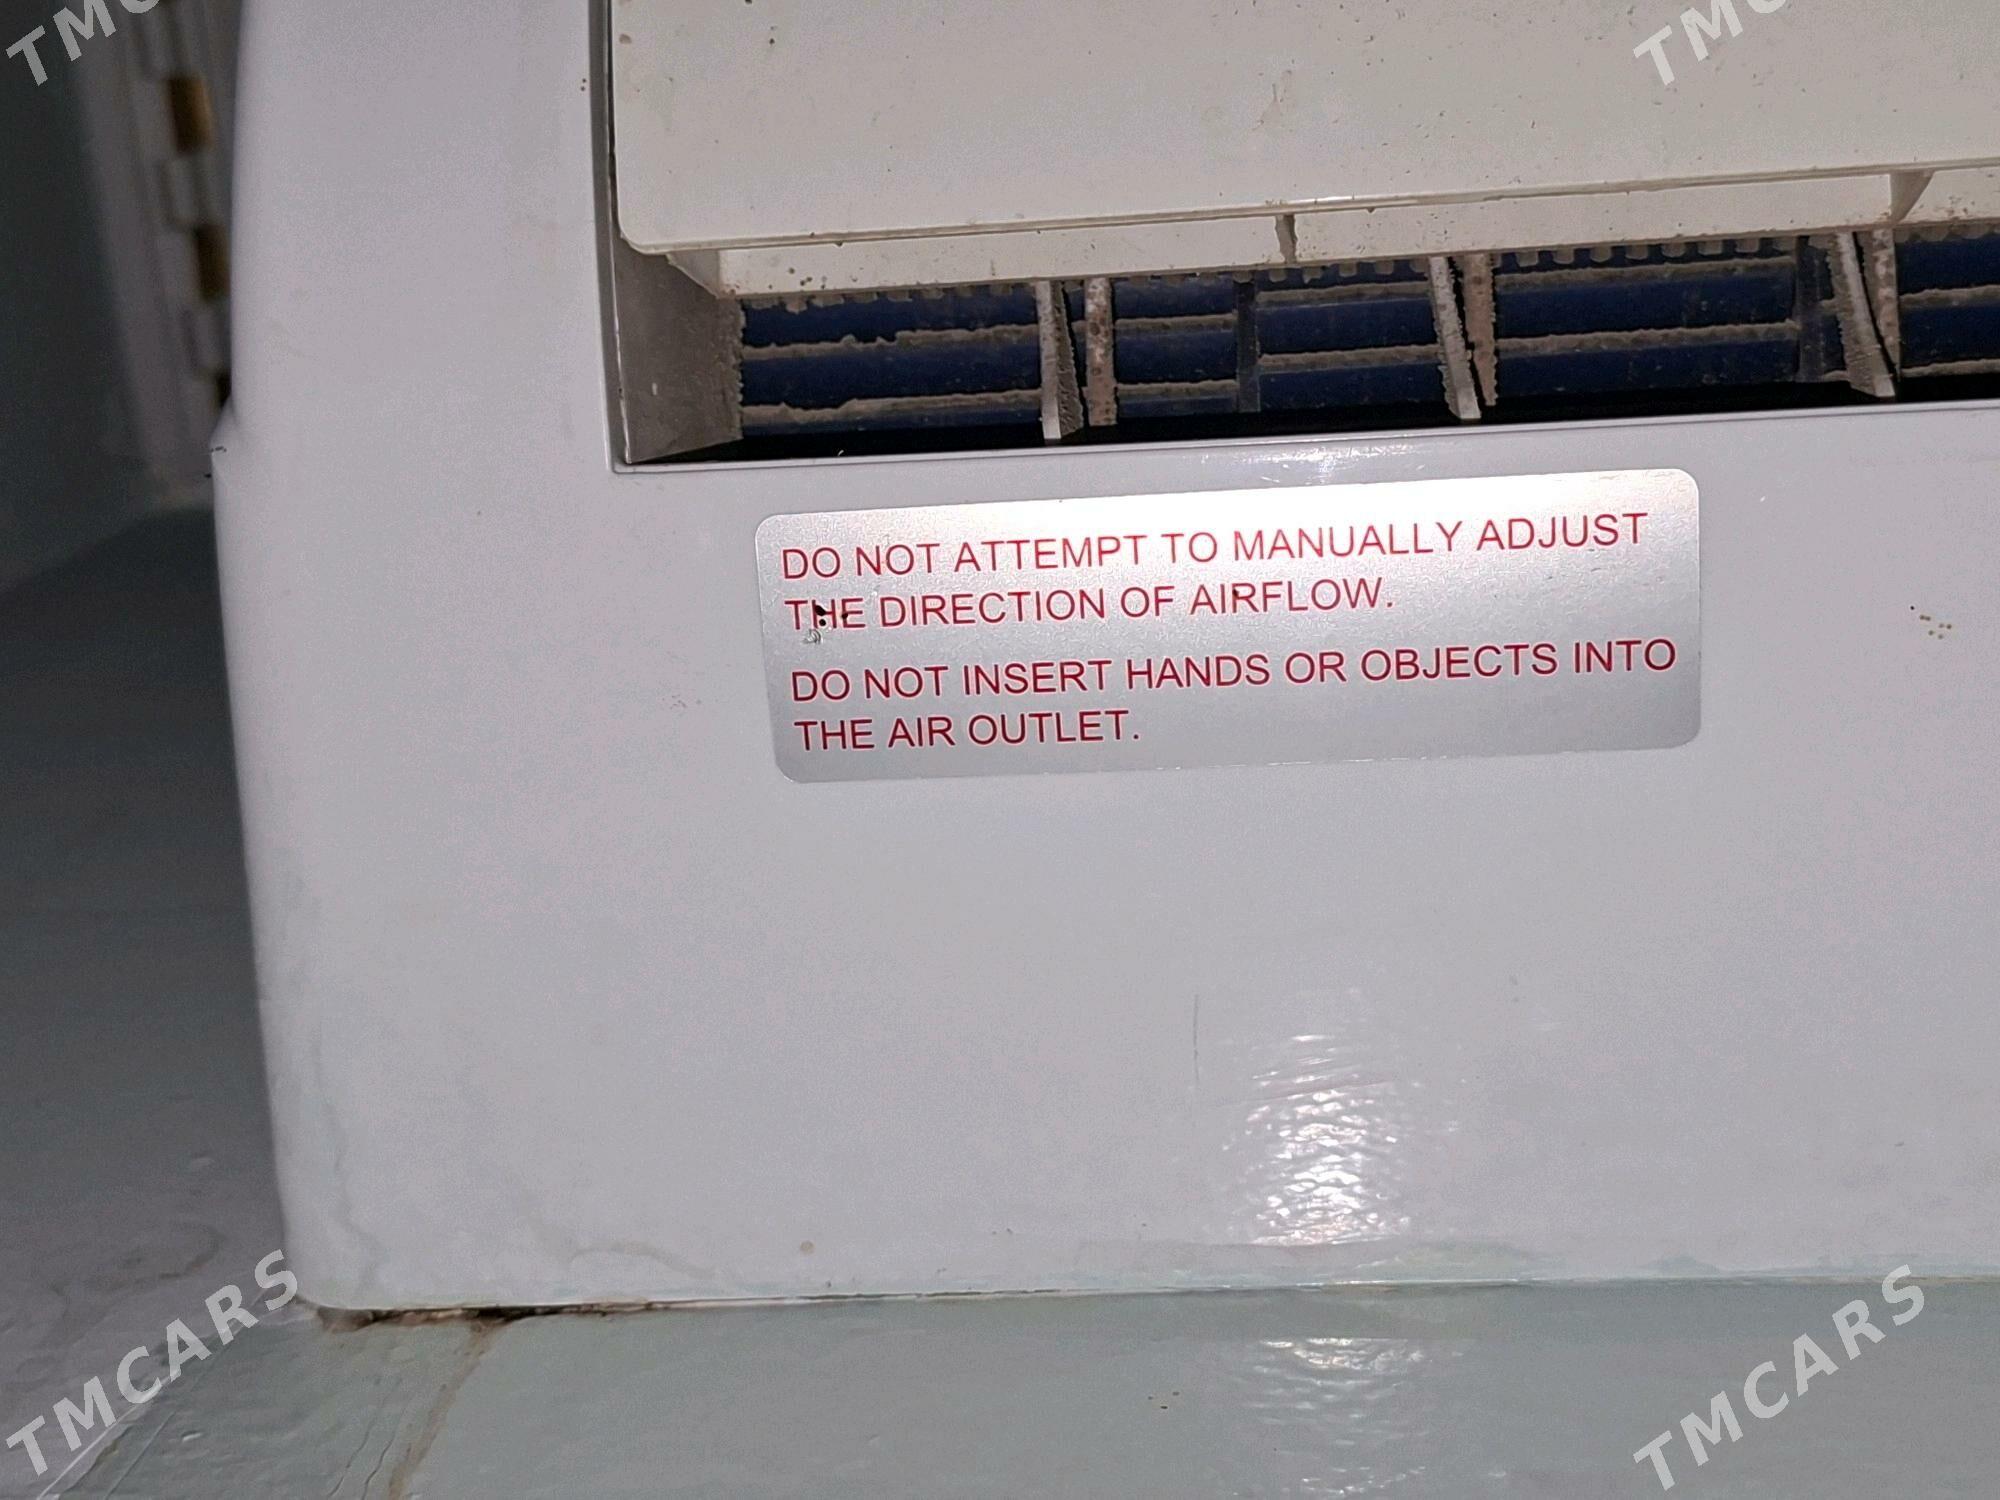 TMCARS
TMCARS
DO NOT ATTEMPT TO MANUALLY ADJUST
THE DIRECTION OF AIRFLOW.
DO NOT INSERT HANDS OR OBJECTS INTO
THE AIR OUTLET.
TMCARS
TMCARS